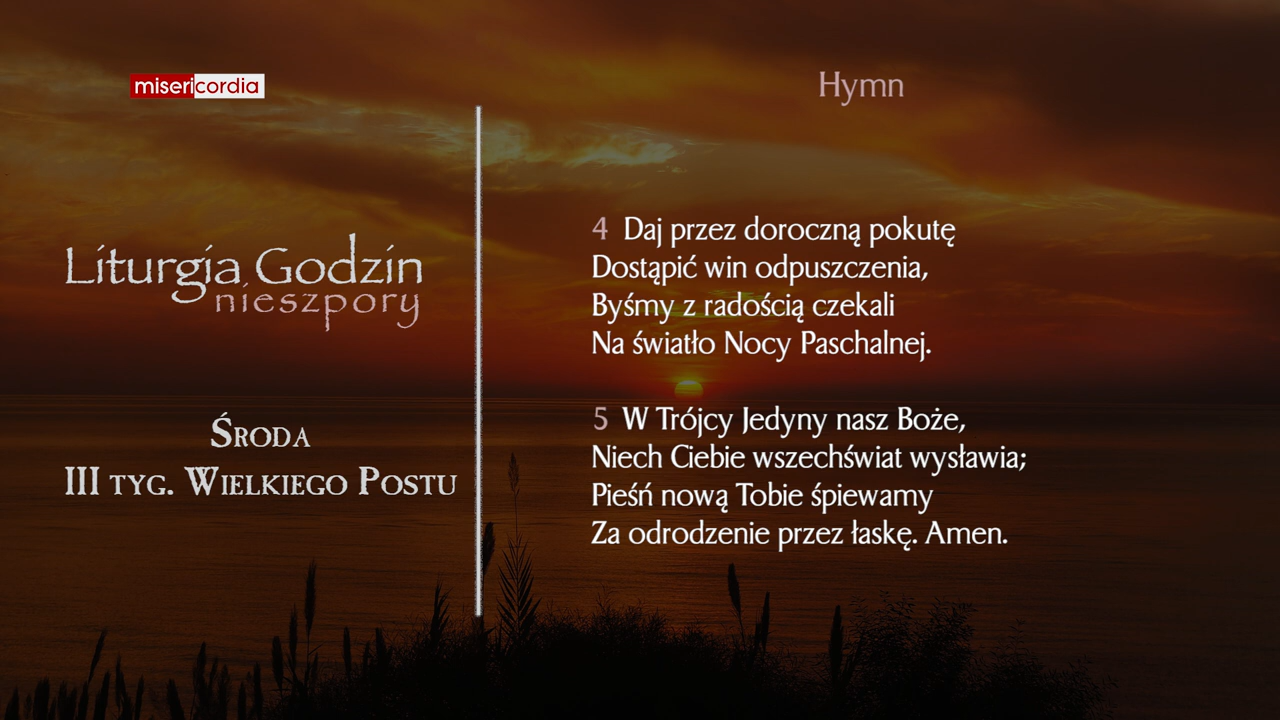 misericordia
Liturgia Godzin
nieszpory
Środa
III tyg. Wielkiego Postu
Hymn
4 Daj przez doroczną pokutę
Dostąpić win odpuszczenia,
Byśmy z radością czekali
Na światło Nocy Paschalnej.
5 W Trójcy Jedyny nasz Boże,
Niech Ciebie wszechświat wysławia;
Pieśń nową Tobie śpiewamy
Za odrodzenie przez łaskę. Amen.